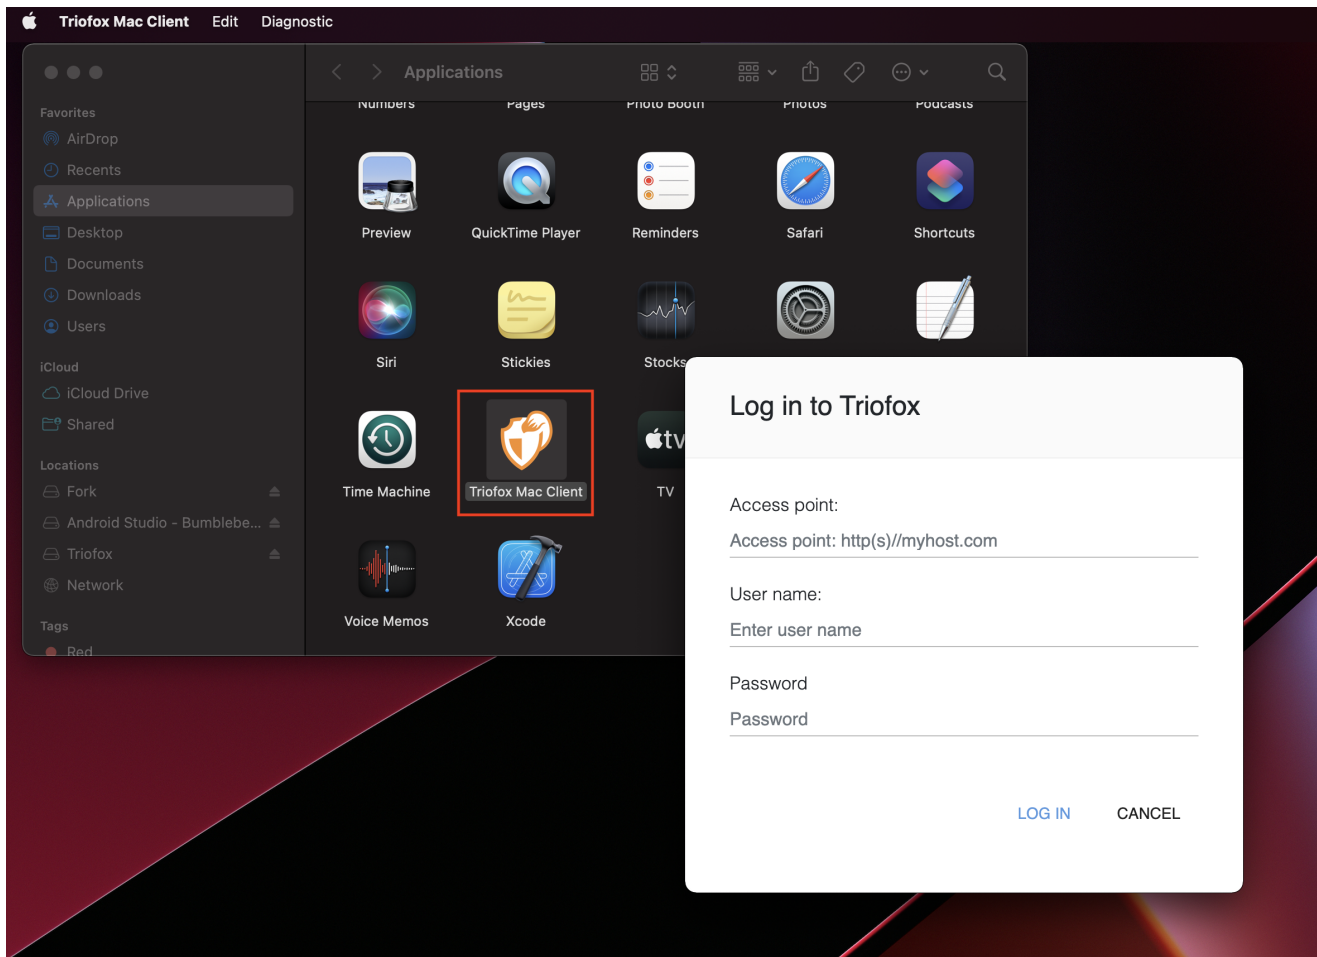 Triofox Mac Client Edit Diagnostic
Applications
Favorites
AirDrop
Recents
Applications
Desktop
Documents
Downloads
Users
iCloud
iCloud Drive
Shared
Locations
Fork
Android Studio - Bumblebe...
Triofox
Network
Tags
Red
Numbers Pages Photo Booth Photos Podcasts
Preview QuickTime Player Reminders Safari Shortcuts
Siri Stickies Stocks
tv
Time Machine Triofox Mac Client TV
Voice Memos Xcode
Log in to Triofox
Access point:
Access point: http(s)//myhost.com
User name:
Enter user name
Password
Password
LOG IN CANCEL